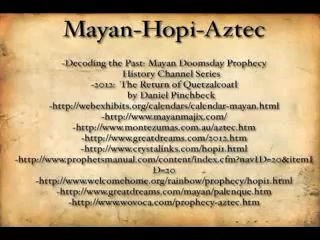 Mayan-Hopi-Aztec
-Decoding the Past: Mayan Doomsday Prophecy
History Channel Series
-2012: The Return of Quetzalcoatl
by Daniel Pinchbeck
-http://webexhibits.org/calendars/calendar-mayan.html
-http://www.mayanmajix.com/
-http://www.montezumas.com.au/aztec.htm
-http://www.greatdreams.com/2012.htm
-http://www.crystalinks.com/hopi1.html
-http://www.prophetsmanual.com/content/index.cfm?navID=20&itemI
D=20
-http://www.welcomehome.org/rainbow/prophecy/hopi1.html
-http://www.greatdreams.com/mayan/palenque.htm
-http://www.wovoca.com/prophecy-aztec.htm